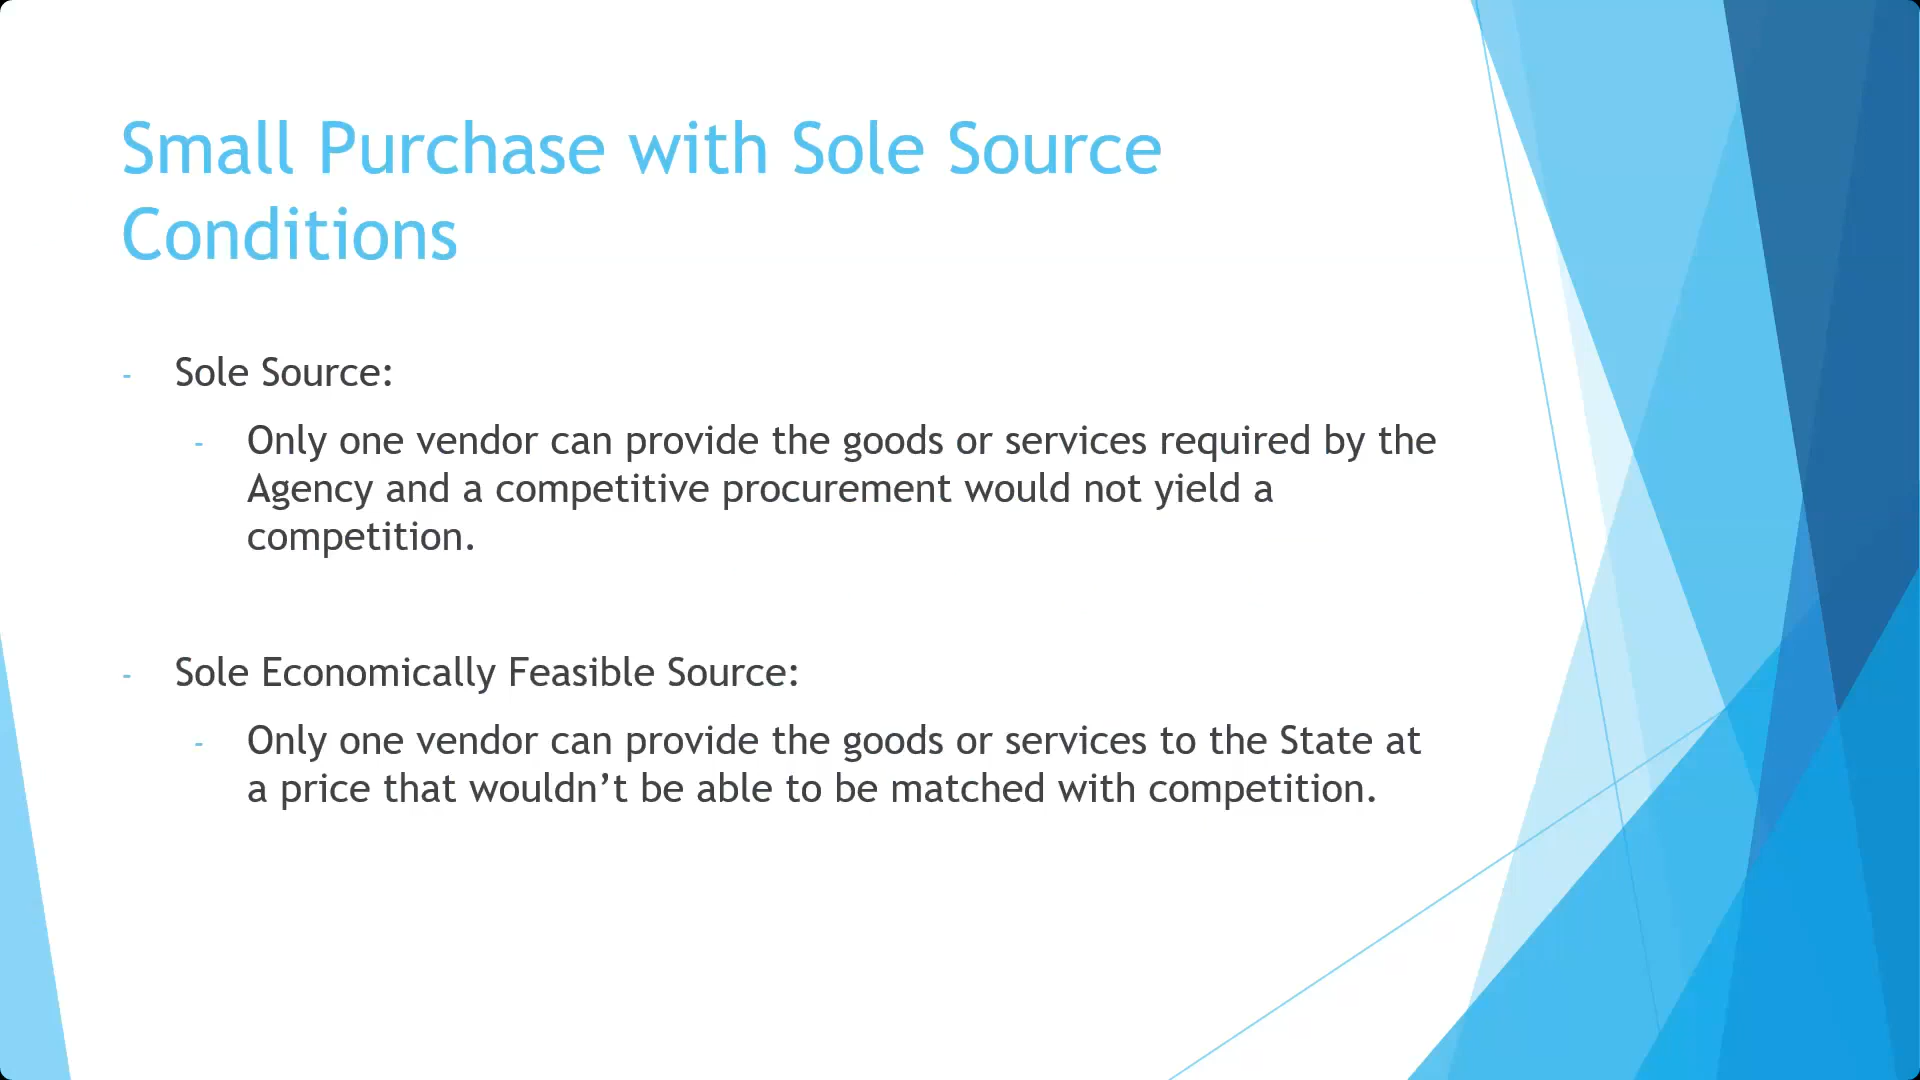 Small Purchase with Sole Source
Conditions
- Sole Source:
- Only one vendor can provide the goods or services required by the
Agency and a competitive procurement would not yield a
competition.
- Sole Economically Feasible Source:
- Only one vendor can provide the goods or services to the State at
a price that wouldn’t be able to be matched with competition.